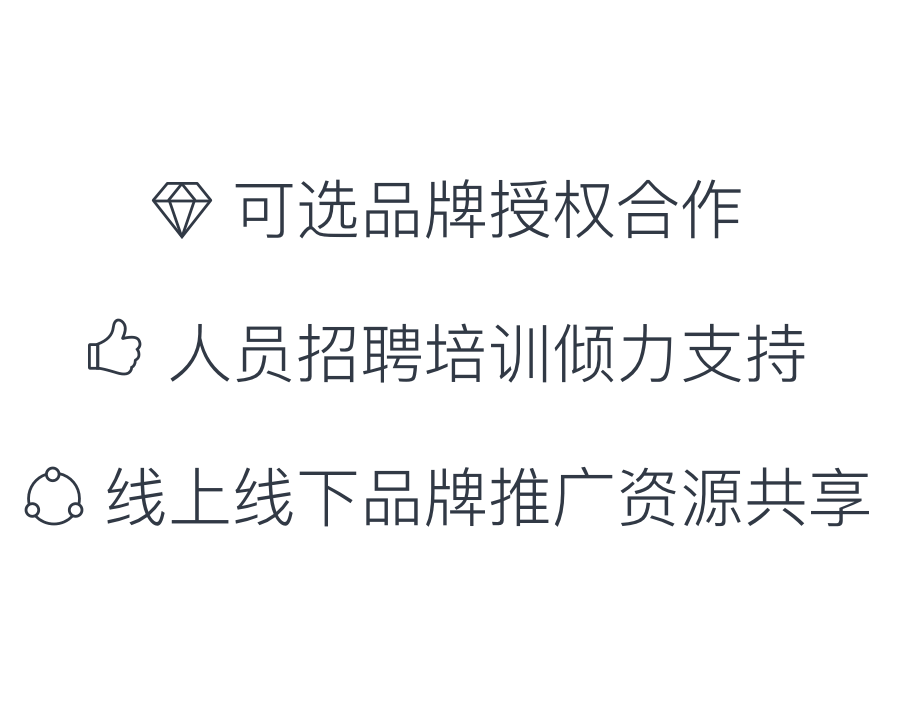 可选品牌授权合作
人员招聘培训倾力支持
线上线下品牌推广资源共享